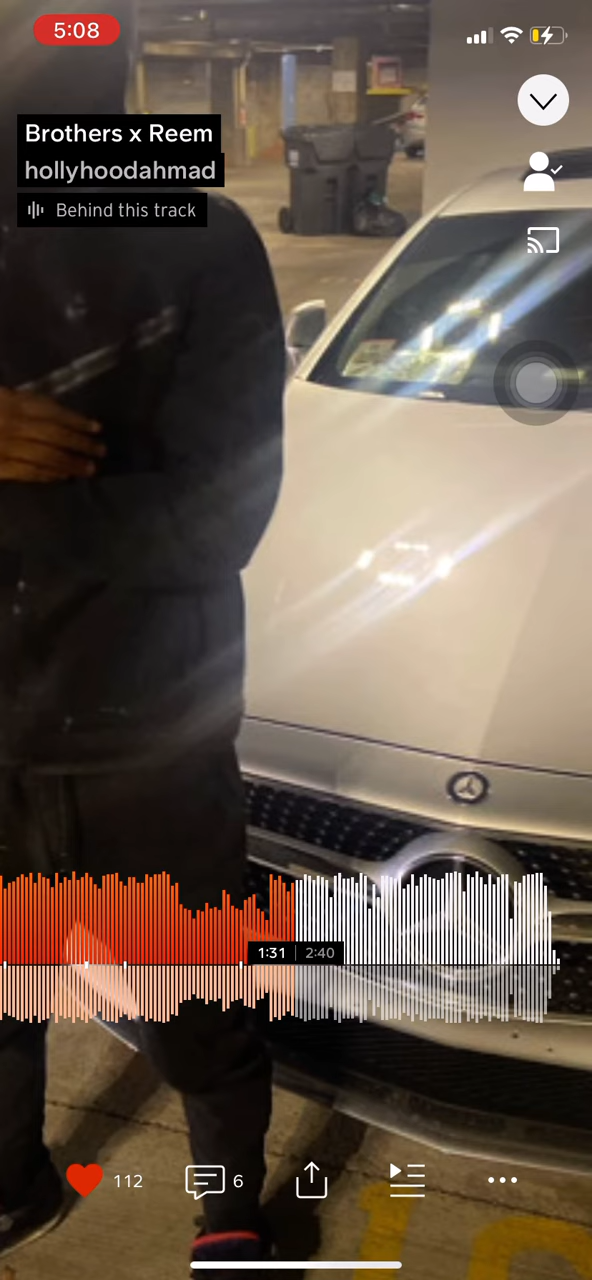 5:08
Brothers x Reem
hollyhoodahmad
Behind this track
1:31 | 2:40
112
6